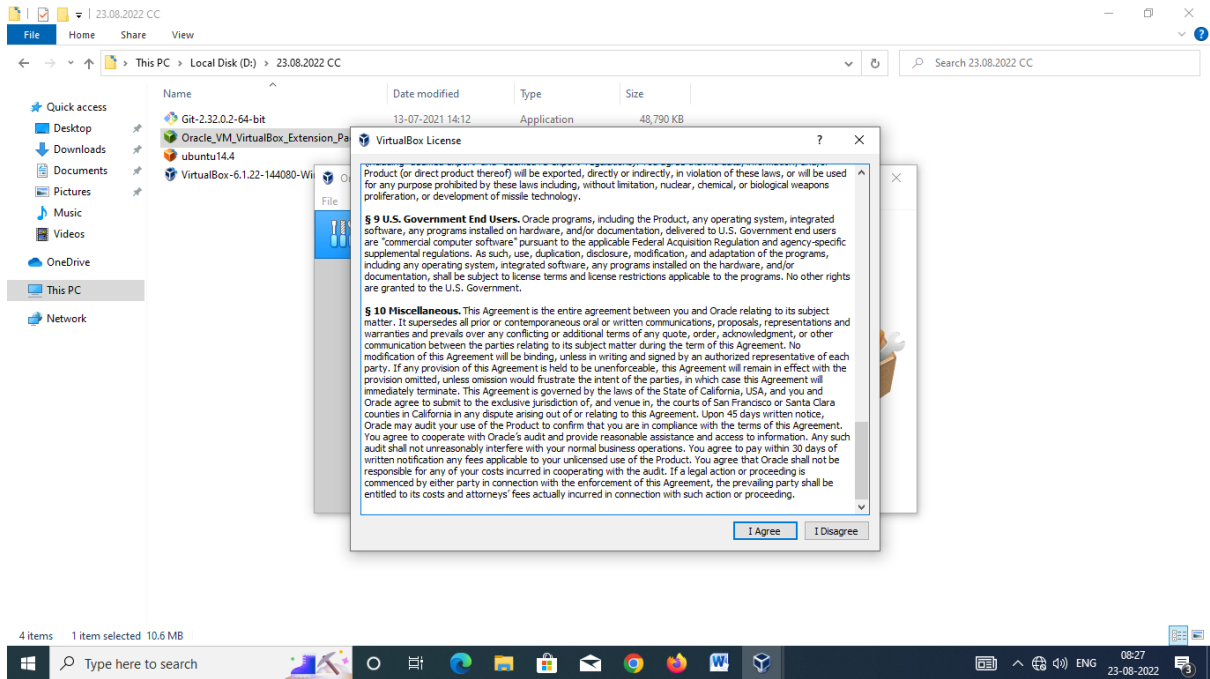 23.08.2022 CC
File Home Share View
This PC > Local Disk (D:) > 23.08.2022 CC
Search 23.08.2022 CC
Name Date modified Type Size
Quick access
Desktop
Downloads
Documents
Pictures
Music
Videos
OneDrive
This PC
Network
Git-2.32.0.2-64-bit 13-07-2021 14:12 Application 48,790 KB
Oracle_VM_VirtualBox_Extension_Pa
ubuntu14.4
VirtualBox-6.1.22-144080-Wi
File
VirtualBox License
Product (or direct product thereof) will be exported, directly or indirectly, in violation of these laws, or will be used
for any purpose prohibited by these laws including, without limitation, nuclear, chemical, or biological weapons
proliferation, or development of missile technology.
§ 9 U.S. Government End Users. Oracle programs, including the Product, any operating system, integrated
software, any programs installed on hardware, and/or documentation, delivered to U.S. Government end users
are "commercial computer software" pursuant to the applicable Federal Acquisition Regulation and agency-specific
supplemental regulations. As such, use, duplication, disclosure, modification, and adaptation of the programs,
including any operating system, integrated software, any programs installed on the hardware, and/or
documentation, shall be subject to license terms and license restrictions applicable to the programs. No other rights
are granted to the U.S. Government.
§ 10 Miscellaneous. This Agreement is the entire agreement between you and Oracle relating to its subject
matter. It supersedes all prior or contemporaneous oral or written communications, proposals, representations and
warranties and prevails over any conflicting or additional terms of any quote, order, acknowledgment, or other
communication between the parties relating to its subject matter during the term of this Agreement. No
modification of this Agreement will be binding, unless in writing and signed by an authorized representative of each
party. If any provision of this Agreement is held to be unenforceable, this Agreement will remain in effect with the
provision omitted, unless omission would frustrate the intent of the parties, in which case this Agreement will
immediately terminate. This Agreement is governed by the laws of the State of California, USA, and you and
Oracle agree to submit to the exclusive jurisdiction of, and venue in, the courts of San Francisco or Santa Clara
counties in California in any dispute arising out of or relating to this Agreement. Upon 45 days written notice,
Oracle may audit your use of the Product to confirm that you are in compliance with the terms of this Agreement.
You agree to cooperate with Oracle's audit and provide reasonable assistance and access to information. Any such
audit shall not unreasonably interfere with your normal business operations. You agree to pay within 30 days of
written notification any fees applicable to your unlicensed use of the Product. You agree that Oracle shall not be
responsible for any of your costs incurred in cooperating with the audit. If a legal action or proceeding is
commenced by either party in connection with the enforcement of this Agreement, the prevailing party shall be
entitled to its costs and attorneys' fees actually incurred in connection with such action or proceeding.
I Agree I Disagree
4 items 1 item selected 10.6 MB
Type here to search
ENG
08:27
23-08-2022
3